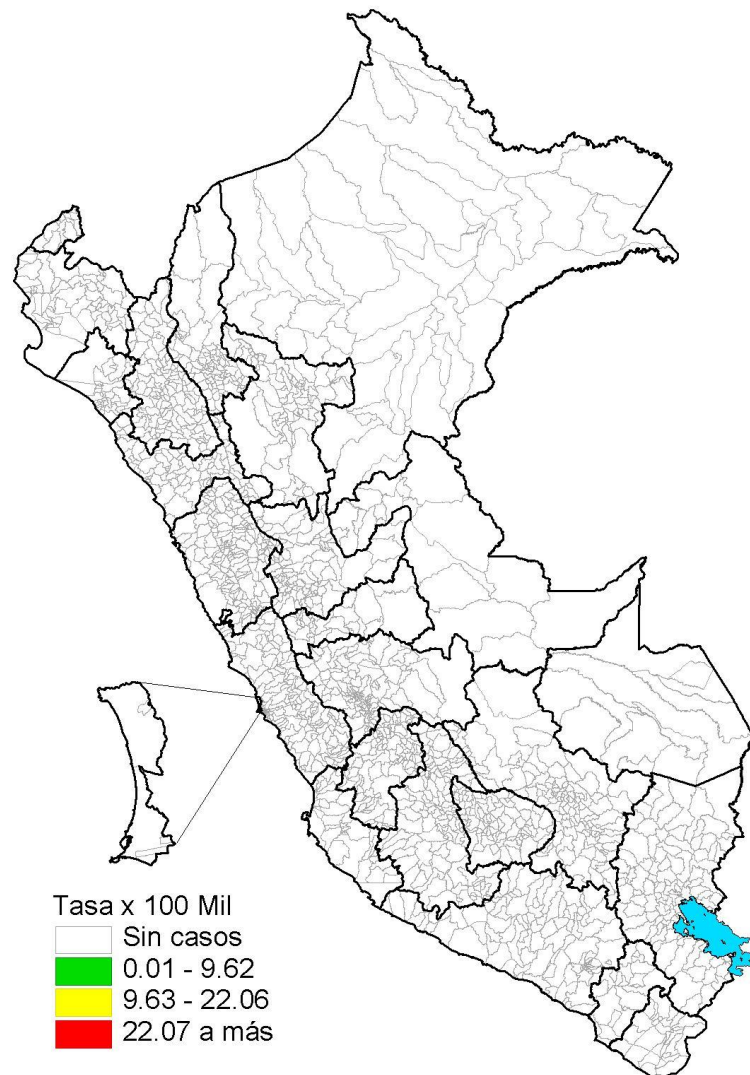 Tasa x 100 Mil
Sin casos
0.01 - 9.62
9.63 - 22.06
22.07 a más